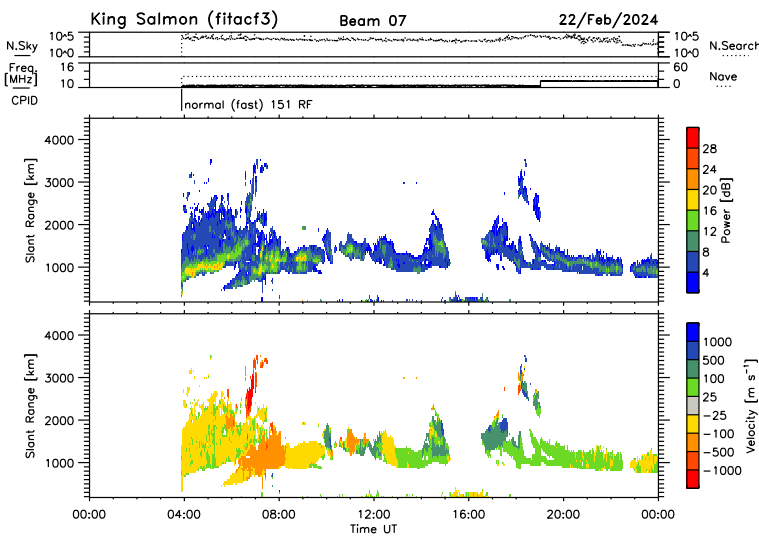 King Salmon (fitacf3) Beam 07 22/Feb/2024
N.Sky 10^5 10^0 10^5 10^0 N.Search
Freq. [MHz] 16 10 60 0 Nave
CPID normal (fast) 151 RF
Slant Range [km]
4000
3000
2000
1000
28
24
20
16
12
8
4
Power [dB]
Slant Range [km]
4000
3000
2000
1000
1000
500
100
25
−25
−100
−500
−1000
Velocity [m s⁻¹]
00:00 04:00 08:00 12:00 16:00 20:00 00:00
Time UT